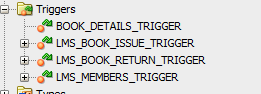 Triggers
BOOK_DETAILS_TRIGGER
LMS_BOOK_ISSUE_TRIGGER
LMS_BOOK_RETURN_TRIGGER
LMS_MEMBERS_TRIGGER
Types